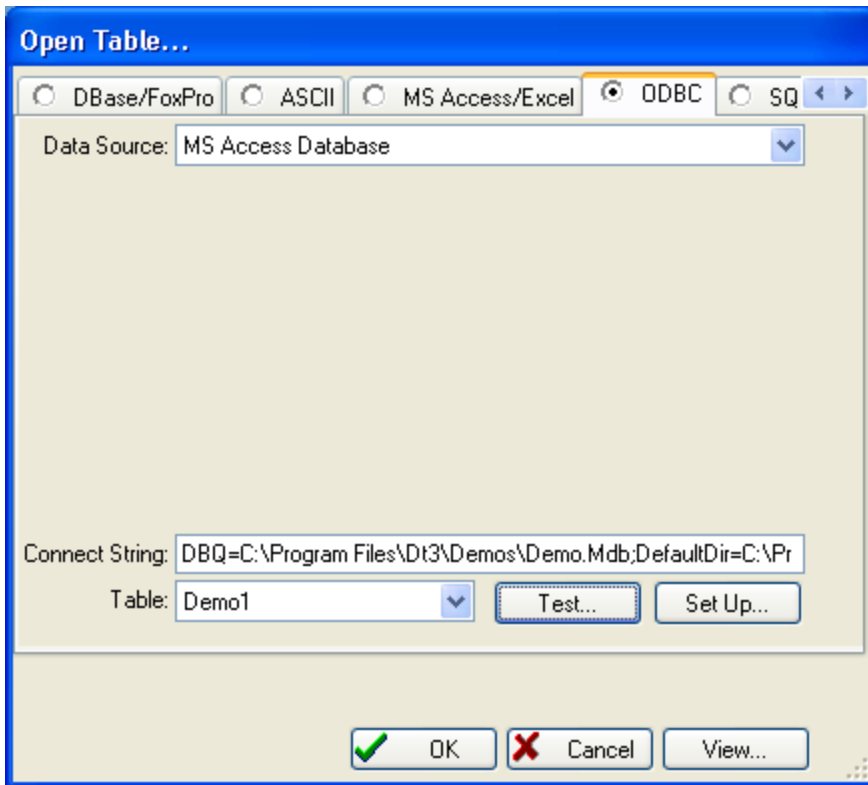 Open Table...
DBase/FoxPro ASCII MS Access/Excel ODBC SQ
Data Source: MS Access Database
Connect String: DBQ=C:\Program Files\Dt3\Demos\Demo.Mdb;DefaultDir=C:\Pr
Table: Demo1 Test... Set Up...
OK Cancel View...